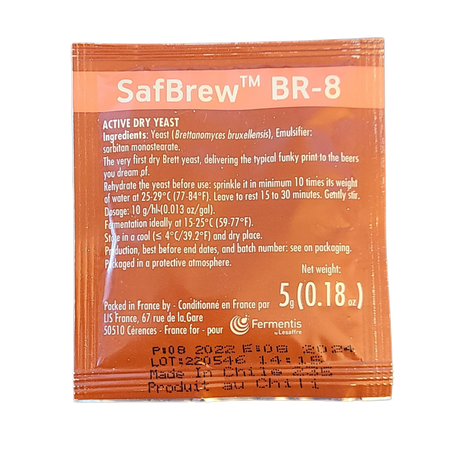 SafBrew™ BR-8
ACTIVE DRY YEAST
Ingredients: Yeast (Brettanomyces bruxellensis), Emulsifier:
sorbitan monostearate.
The very first dry Brett yeast, delivering the typical funky print to the beers
you dream of.
Rehydrate the yeast before use: sprinkle it in minimum 10 times its weight
of water at 25-29°C (77-84°F). Leave to rest 15 to 30 minutes. Gently stir.
Dosage: 10 g/hl-(0.013 oz/gal).
Fermentation ideally at 15-25°C (59-77°F).
Store in a cool (≤ 4°C/39.2°F) and dry place.
Production, best before end dates, and batch number: see on packaging.
Packaged in a protective atmosphere.
Net weight:
5g (0.18 oz)
Packed in France by - Conditionné en France par
LIS France, 67 rue de la Gare
50510 Cérences - France for - pour
Fermentis
by Lesaffre
P:08 2022 E:08 2024
LOT:220546 14:15
Made In Chile 236
Produit au Chili